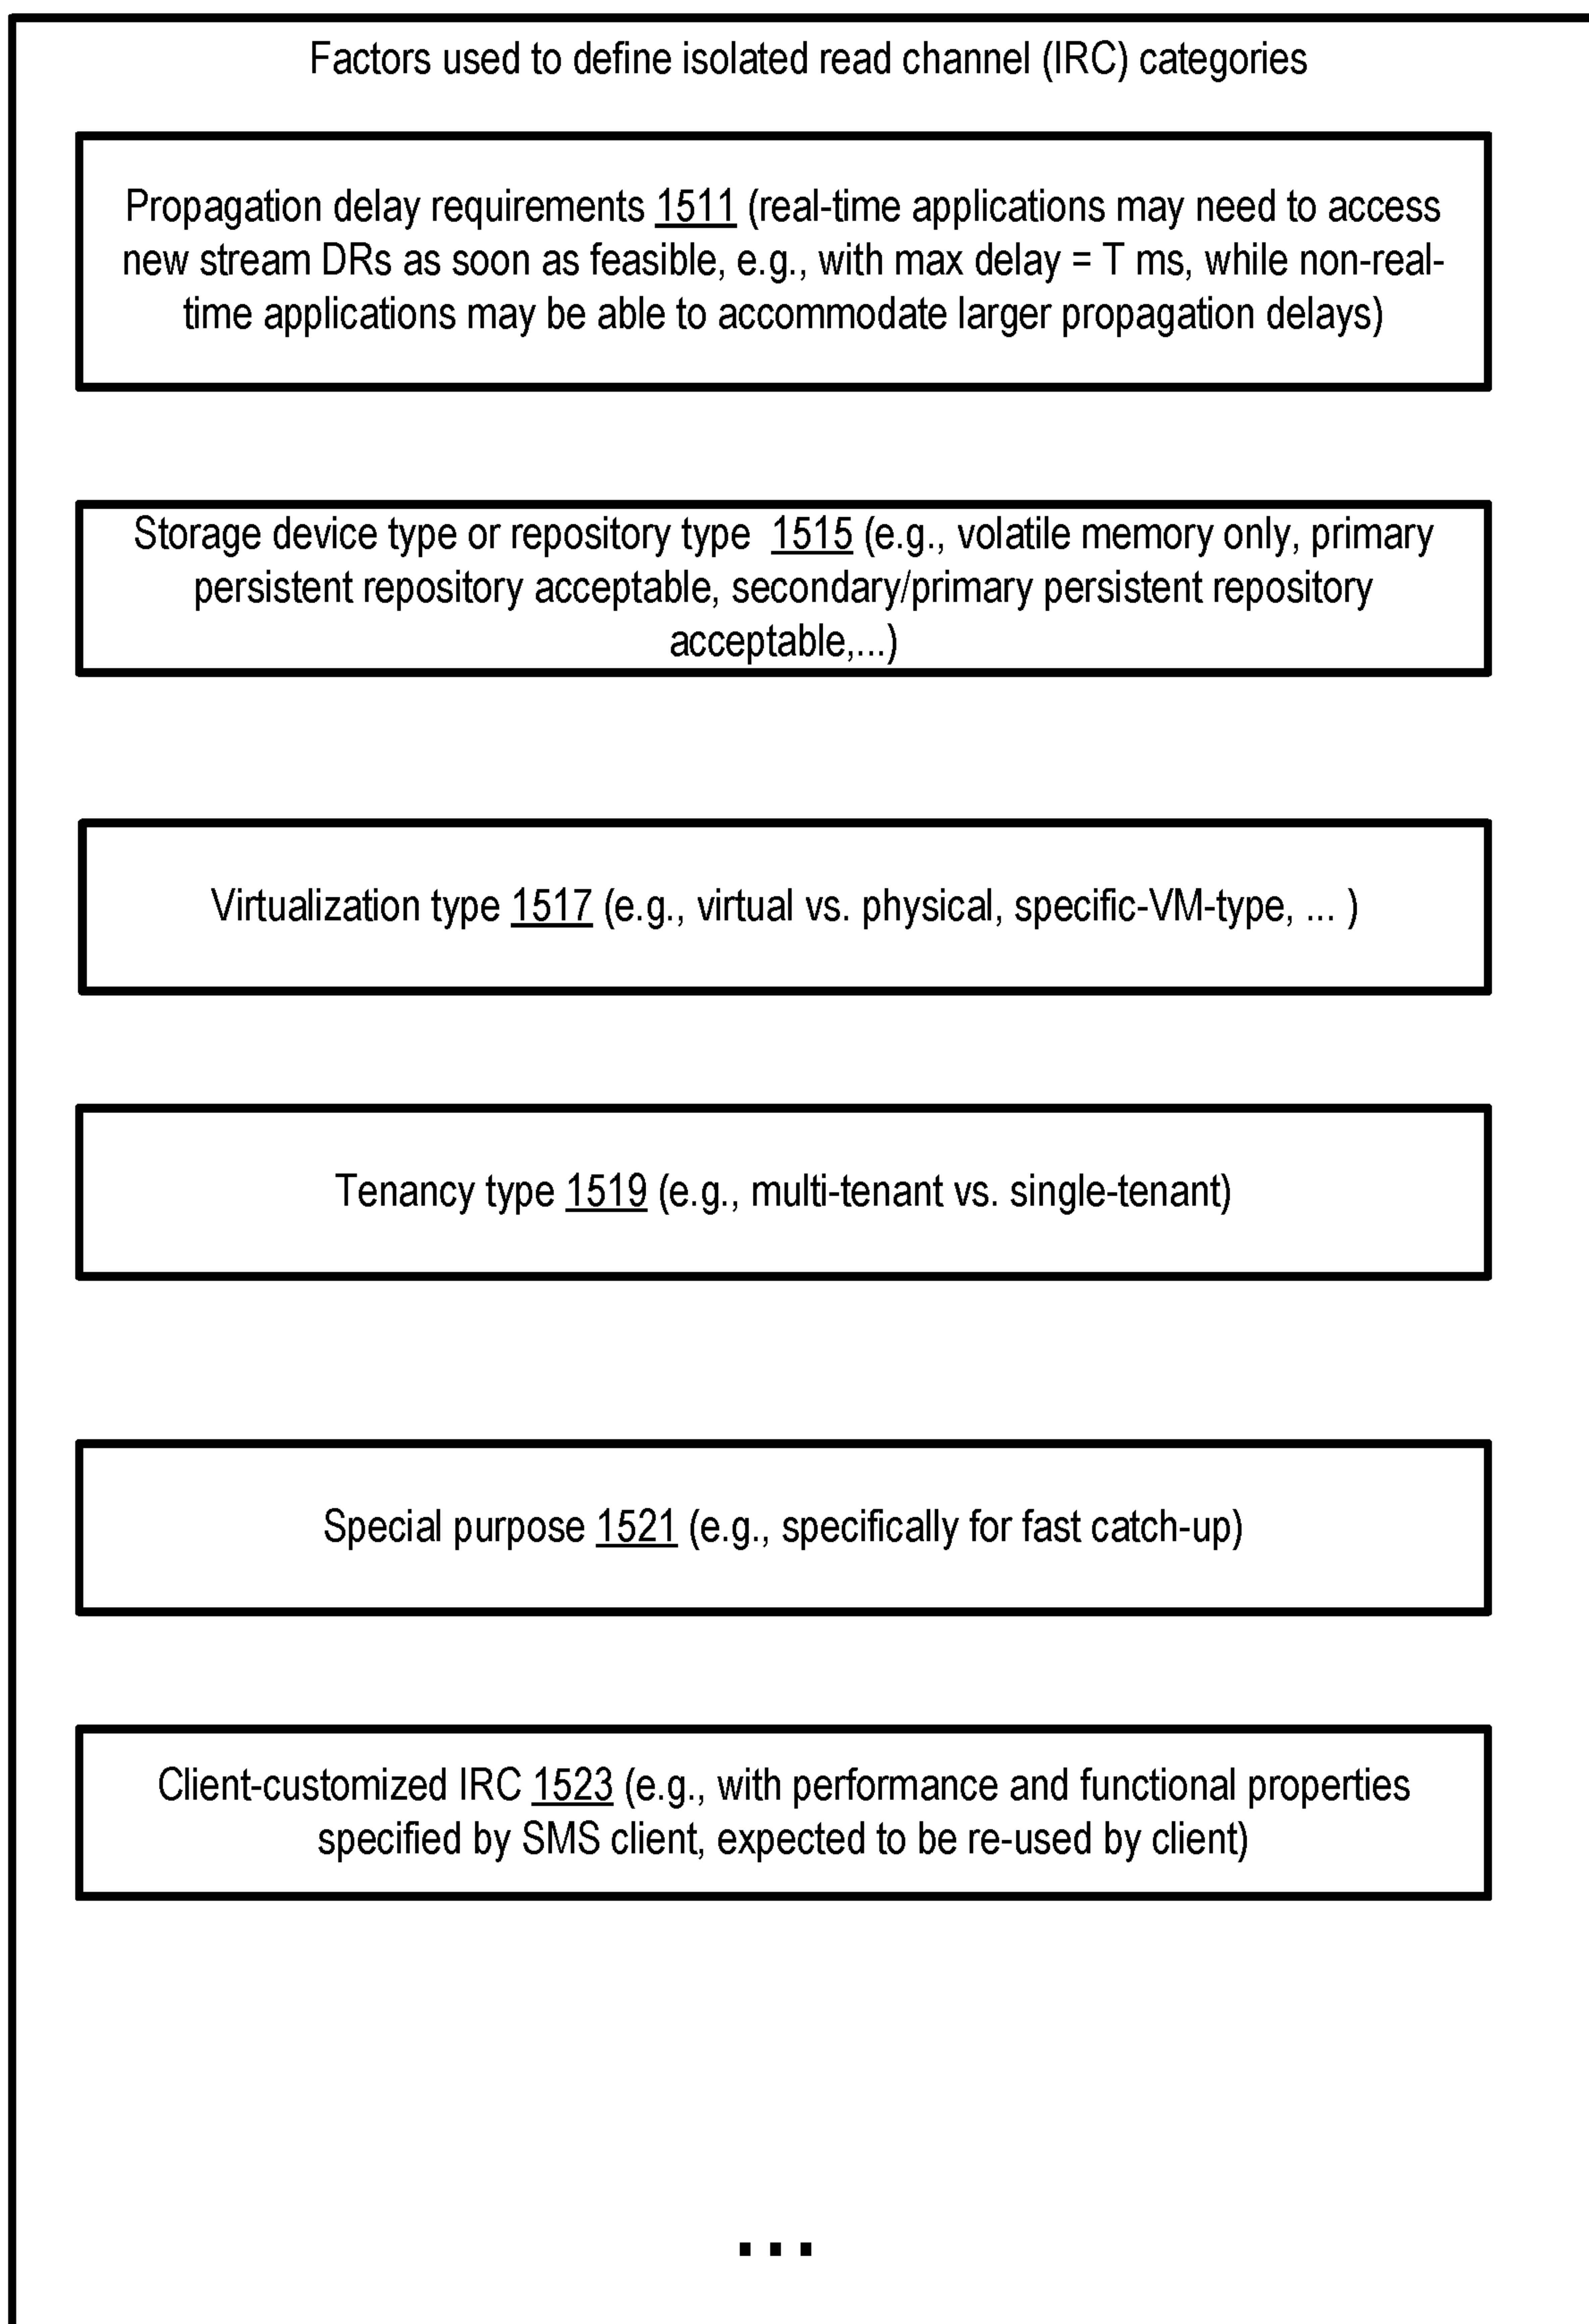 Factors used to define isolated read channel (IRC) categories
Propagation delay requirements 1511 (real-time applications may need to access
new stream DRs as soon as feasible, e.g., with max delay = T ms, while non-real-
time applications may be able to accommodate larger propagation delays)
Storage device type or repository type 1515 (e.g., volatile memory only, primary
persistent repository acceptable, secondary/primary persistent repository
acceptable,...)
Virtualization type 1517 (e.g., virtual vs. physical, specific-VM-type, ... )
Tenancy type 1519 (e.g., multi-tenant vs. single-tenant)
Special purpose 1521 (e.g., specifically for fast catch-up)
Client-customized IRC 1523 (e.g., with performance and functional properties
specified by SMS client, expected to be re-used by client)
...